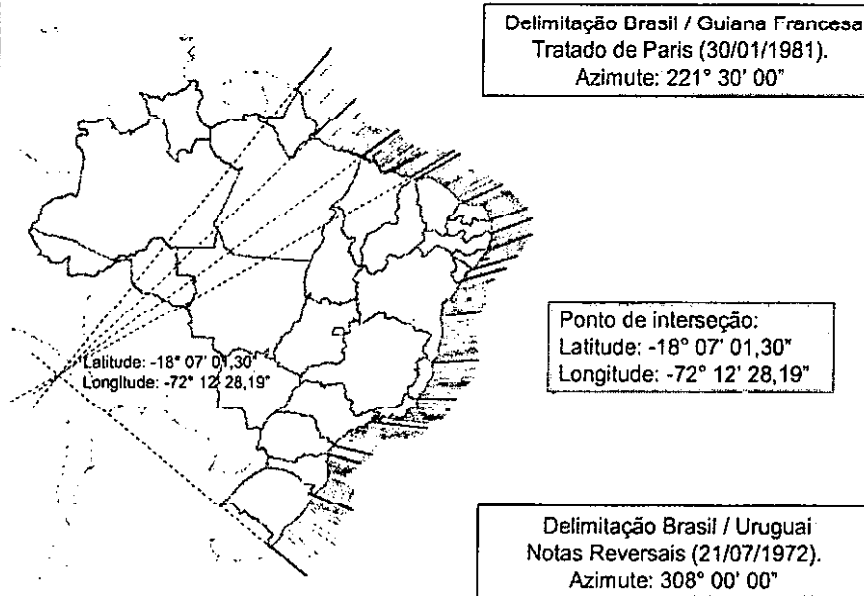 Delimitação Brasil / Guiana Francesa
Tratado de Paris (30/01/1981).
Azimute: 221° 30' 00"
Latitude: -18° 07' 01,30"
Longitude: -72° 12' 28,19"
Ponto de interseção:
Latitude: -18° 07' 01,30"
Longitude: -72° 12' 28,19"
Delimitação Brasil / Uruguai
Notas Reversais (21/07/1972).
Azimute: 308° 00' 00"